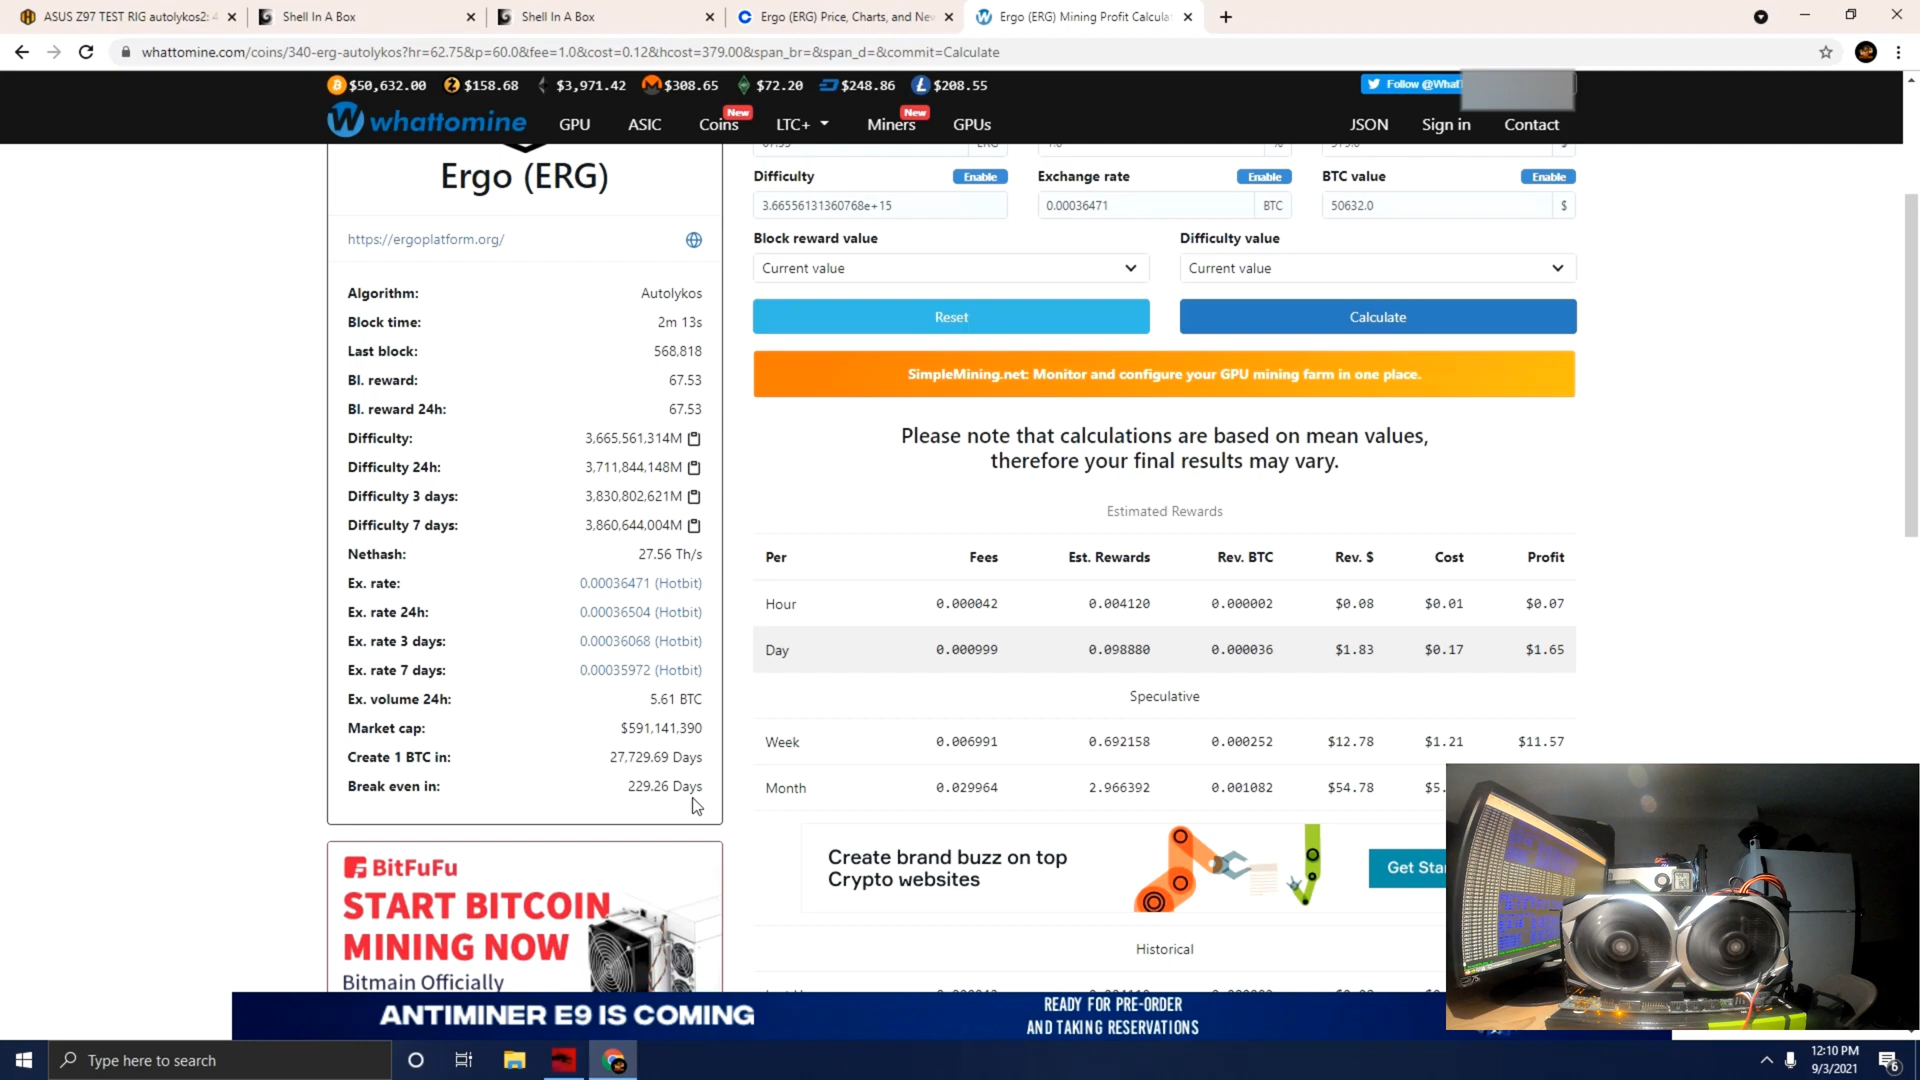 ASUS Z97 TEST RIG autolykos2: 4
Shell In A Box
Shell In A Box
Ergo (ERG) Price, Charts, and Ne
Ergo (ERG) Mining Profit Calcula
whattomine.com/coins/340-erg-autolykos?hr=62.75&p=60.0&fee=1.0&cost=0.12&hcost=379.00&span_br=&span_d=&commit=Calculate
$50,632.00 $158.68 $3,971.42 $308.65 $72.20 $248.86 $208.55
Follow @WhatT
whattomine GPU ASIC Coins New LTC+ Miners New GPUs JSON Sign in Contact
Ergo (ERG)
https://ergoplatform.org/
Algorithm: Autolykos
Block time: 2m 13s
Last block: 568,818
Bl. reward: 67.53
Bl. reward 24h: 67.53
Difficulty: 3,665,561,314M
Difficulty 24h: 3,711,844,148M
Difficulty 3 days: 3,830,802,621M
Difficulty 7 days: 3,860,644,004M
Nethash: 27.56 Th/s
Ex. rate: 0.00036471 (Hotbit)
Ex. rate 24h: 0.00036504 (Hotbit)
Ex. rate 3 days: 0.00036068 (Hotbit)
Ex. rate 7 days: 0.00035972 (Hotbit)
Ex. volume 24h: 5.61 BTC
Market cap: $591,141,390
Create 1 BTC in: 27,729.69 Days
Break even in: 229.26 Days
BitFuFu
START BITCOIN
MINING NOW
Bitmain Officially
Difficulty Enable Exchange rate Enable BTC value Enable
3.66556131360768e+15 0.00036471 BTC 50632.0 $
Block reward value Difficulty value
Current value Current value
Reset Calculate
SimpleMining.net: Monitor and configure your GPU mining farm in one place.
Please note that calculations are based on mean values,
therefore your final results may vary.
Estimated Rewards
Per Fees Est. Rewards Rev. BTC Rev. $ Cost Profit
Hour 0.000042 0.004120 0.000002 $0.08 $0.01 $0.07
Day 0.000999 0.098880 0.000036 $1.83 $0.17 $1.65
Speculative
Week 0.006991 0.692158 0.000252 $12.78 $1.21 $11.57
Month 0.029964 2.966392 0.001082 $54.78 $5.
Create brand buzz on top
Crypto websites
Get Star
Historical
ANTIMINER E9 IS COMING
READY FOR PRE-ORDER
AND TAKING RESERVATIONS
Type here to search
12:10 PM
9/3/2021
6